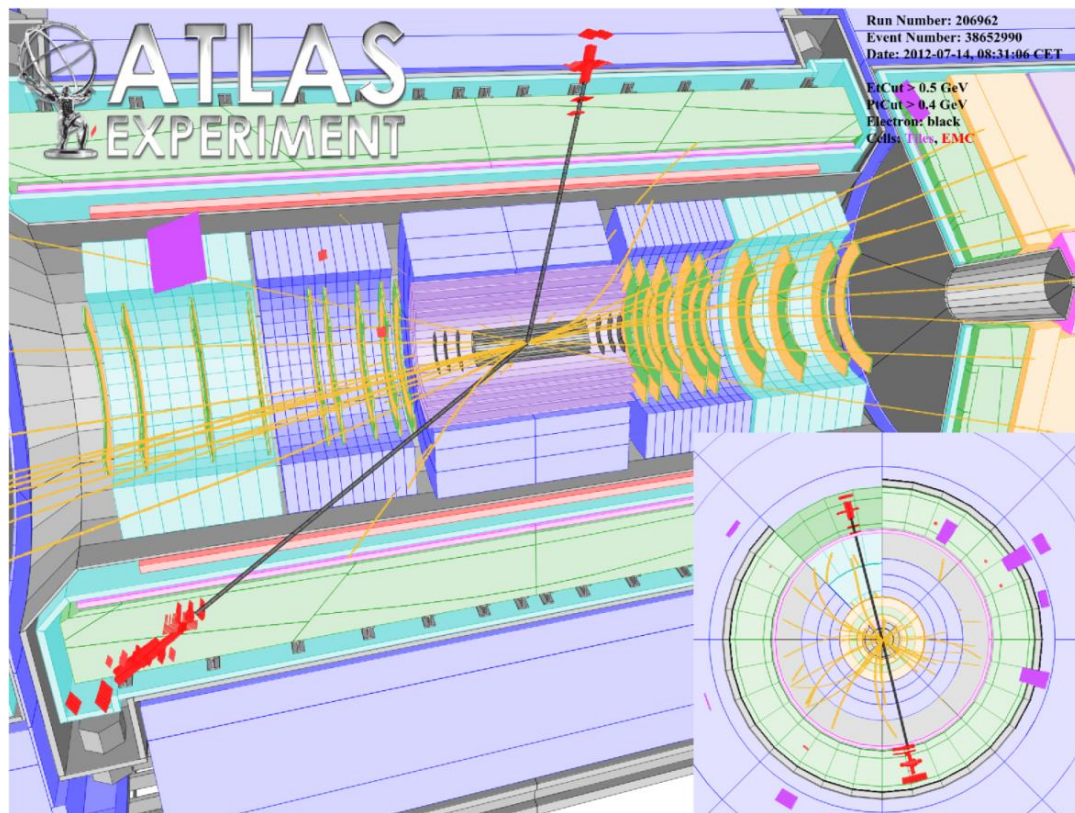 ATLAS
EXPERIMENT
Run Number: 206962
Event Number: 38652990
Date: 2012-07-14, 08:31:06 CET
EtCut > 0.5 GeV
PtCut > 0.4 GeV
Electron: black
Cells: Tiles, EMC